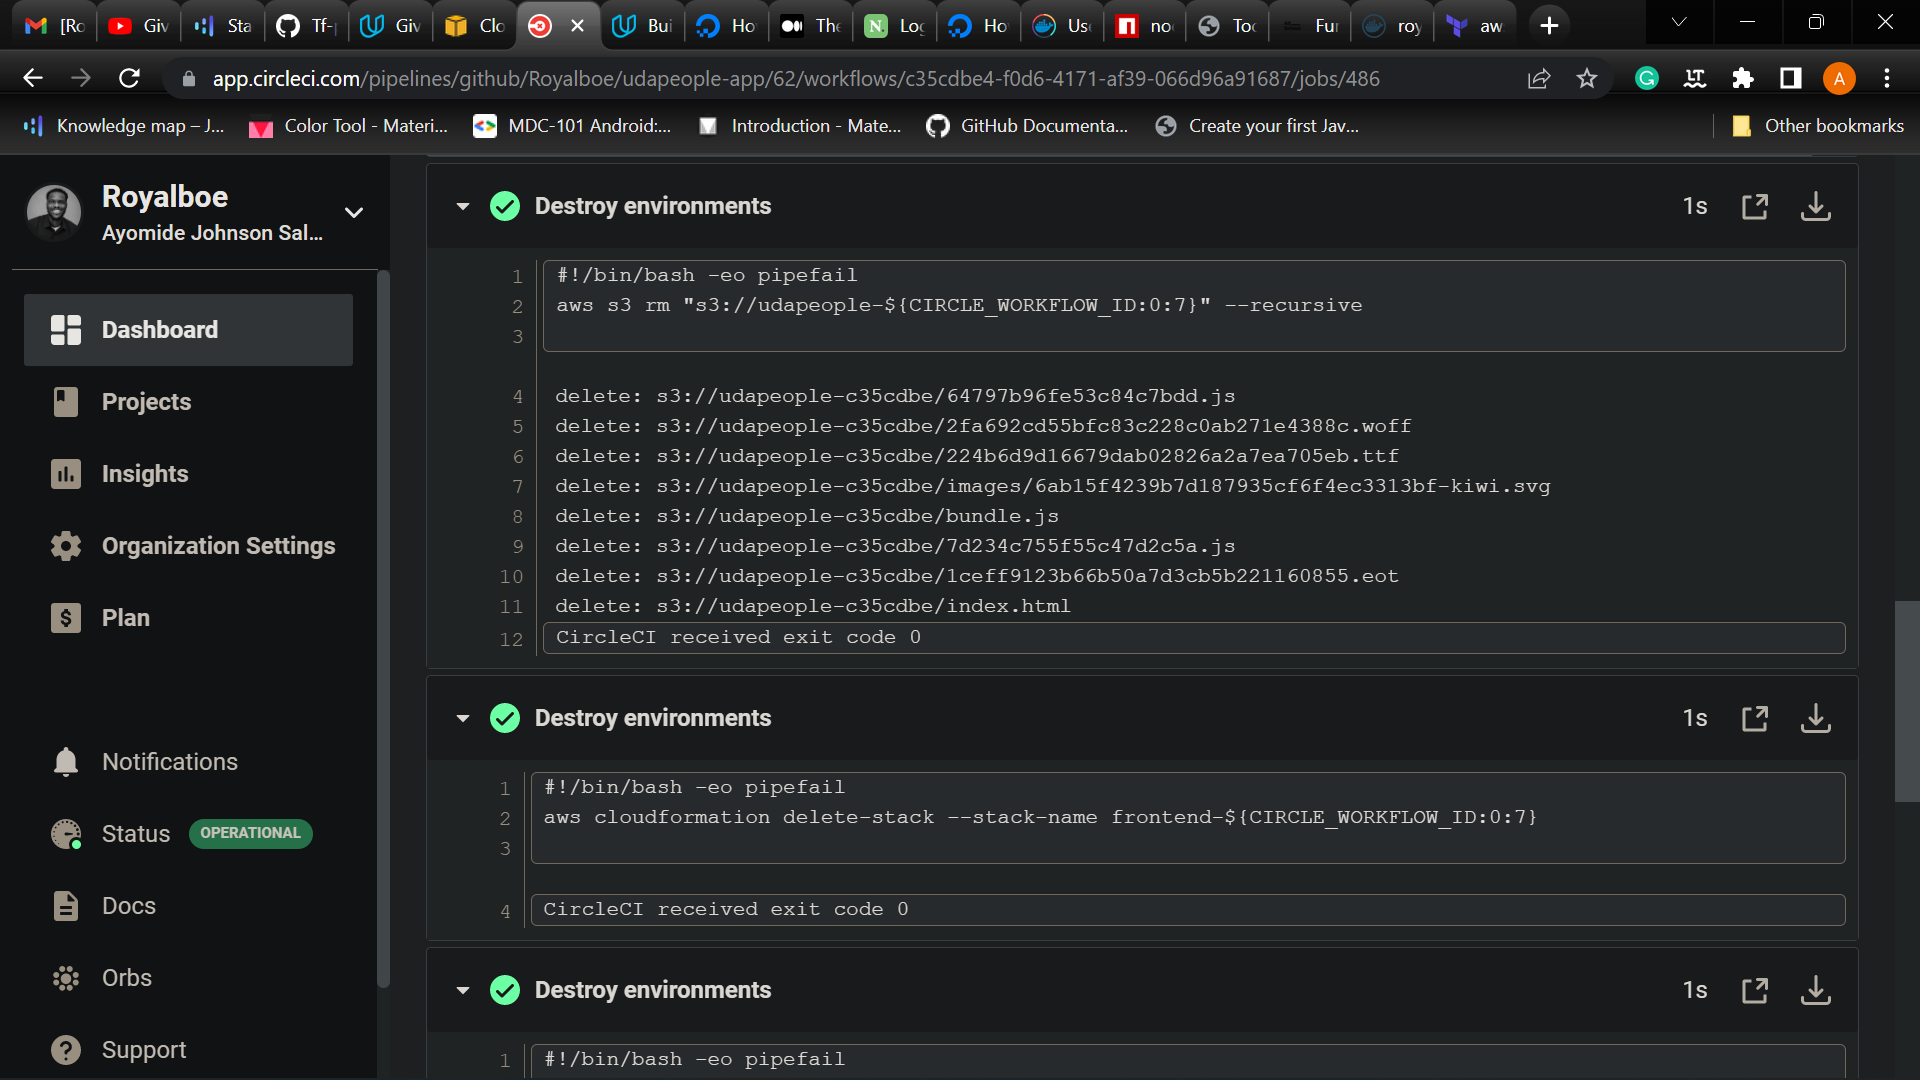 [Ro
Giv
Sta
Tf-
Giv
Clo
Bui
Ho
The
Log
Ho
Us
no
Too
Fur
roy
aw
app.circleci.com/pipelines/github/Royalboe/udapeople-app/62/workflows/c35cdbe4-f0d6-4171-af39-066d96a91687/jobs/486
A
Knowledge map – J...
Color Tool - Materi...
MDC-101 Android:...
Introduction - Mate...
GitHub Documenta...
Create your first Jav...
Other bookmarks
Royalboe
Ayomide Johnson Sal...
Dashboard
Projects
Insights
Organization Settings
Plan
Notifications
Status OPERATIONAL
Docs
Orbs
Support
Destroy environments 1s
1 #!/bin/bash -eo pipefail
2 aws s3 rm "s3://udapeople-${CIRCLE_WORKFLOW_ID:0:7}" --recursive
3
4 delete: s3://udapeople-c35cdbe/64797b96fe53c84c7bdd.js
5 delete: s3://udapeople-c35cdbe/2fa692cd55bfc83c228c0ab271e4388c.woff
6 delete: s3://udapeople-c35cdbe/224b6d9d16679dab02826a2a7ea705eb.ttf
7 delete: s3://udapeople-c35cdbe/images/6ab15f4239b7d187935cf6f4ec3313bf-kiwi.svg
8 delete: s3://udapeople-c35cdbe/bundle.js
9 delete: s3://udapeople-c35cdbe/7d234c755f55c47d2c5a.js
10 delete: s3://udapeople-c35cdbe/1ceff9123b66b50a7d3cb5b221160855.eot
11 delete: s3://udapeople-c35cdbe/index.html
12 CircleCI received exit code 0
Destroy environments 1s
1 #!/bin/bash -eo pipefail
2 aws cloudformation delete-stack --stack-name frontend-${CIRCLE_WORKFLOW_ID:0:7}
3
4 CircleCI received exit code 0
Destroy environments 1s
1 #!/bin/bash -eo pipefail